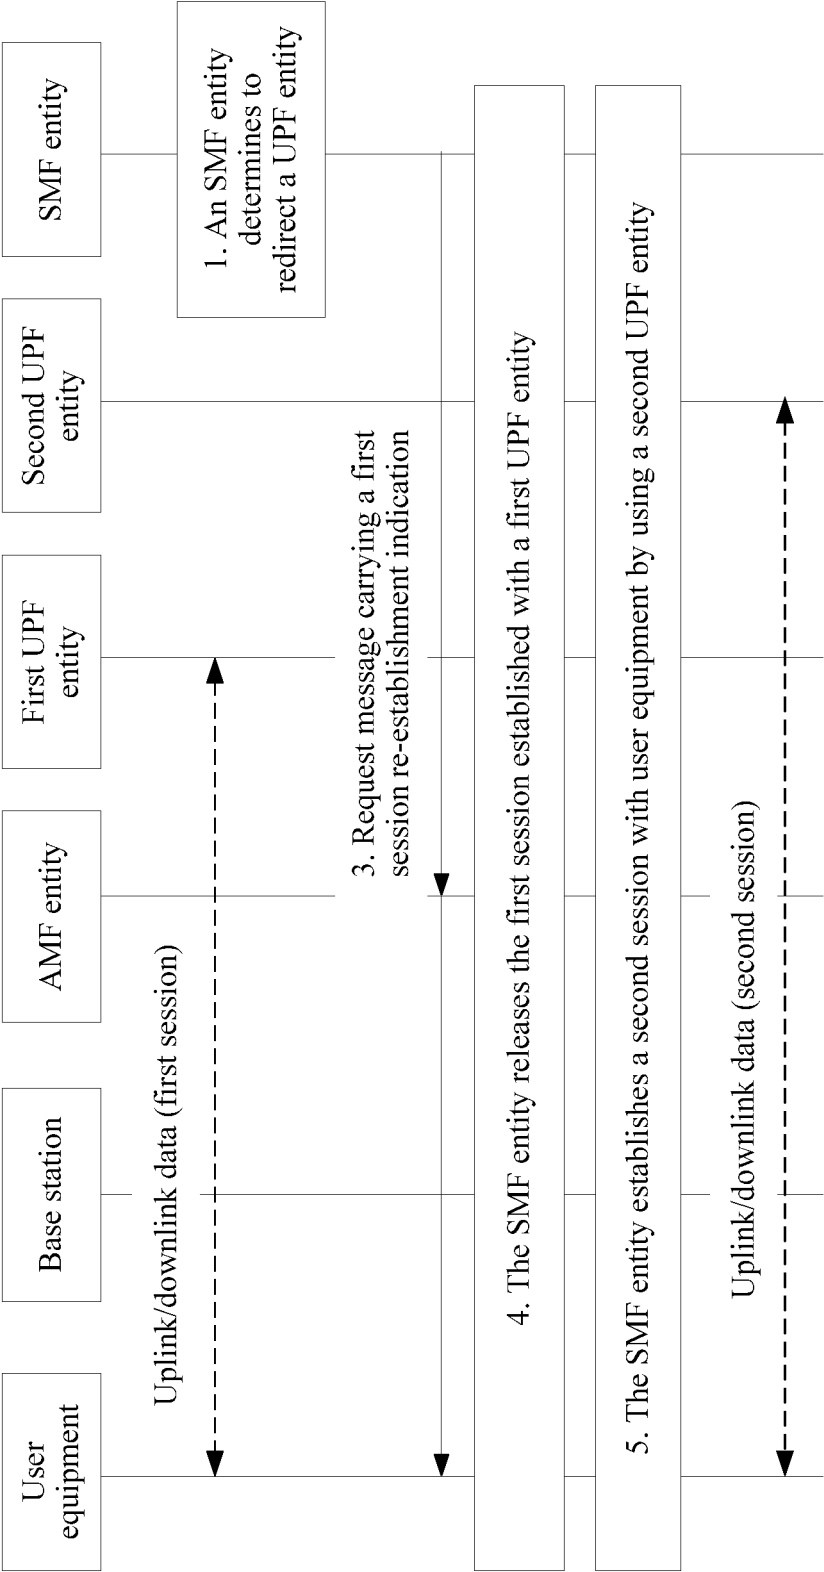 User
equipment
Base station
AMF entity
First UPF
entity
Second UPF
entity
SMF entity
Uplink/downlink data (first session)
1. An SMF entity
determines to
redirect a UPF entity
3. Request message carrying a first
session re-establishment indication
4. The SMF entity releases the first session established with a first UPF entity
5. The SMF entity establishes a second session with user equipment by using a second UPF entity
Uplink/downlink data (second session)